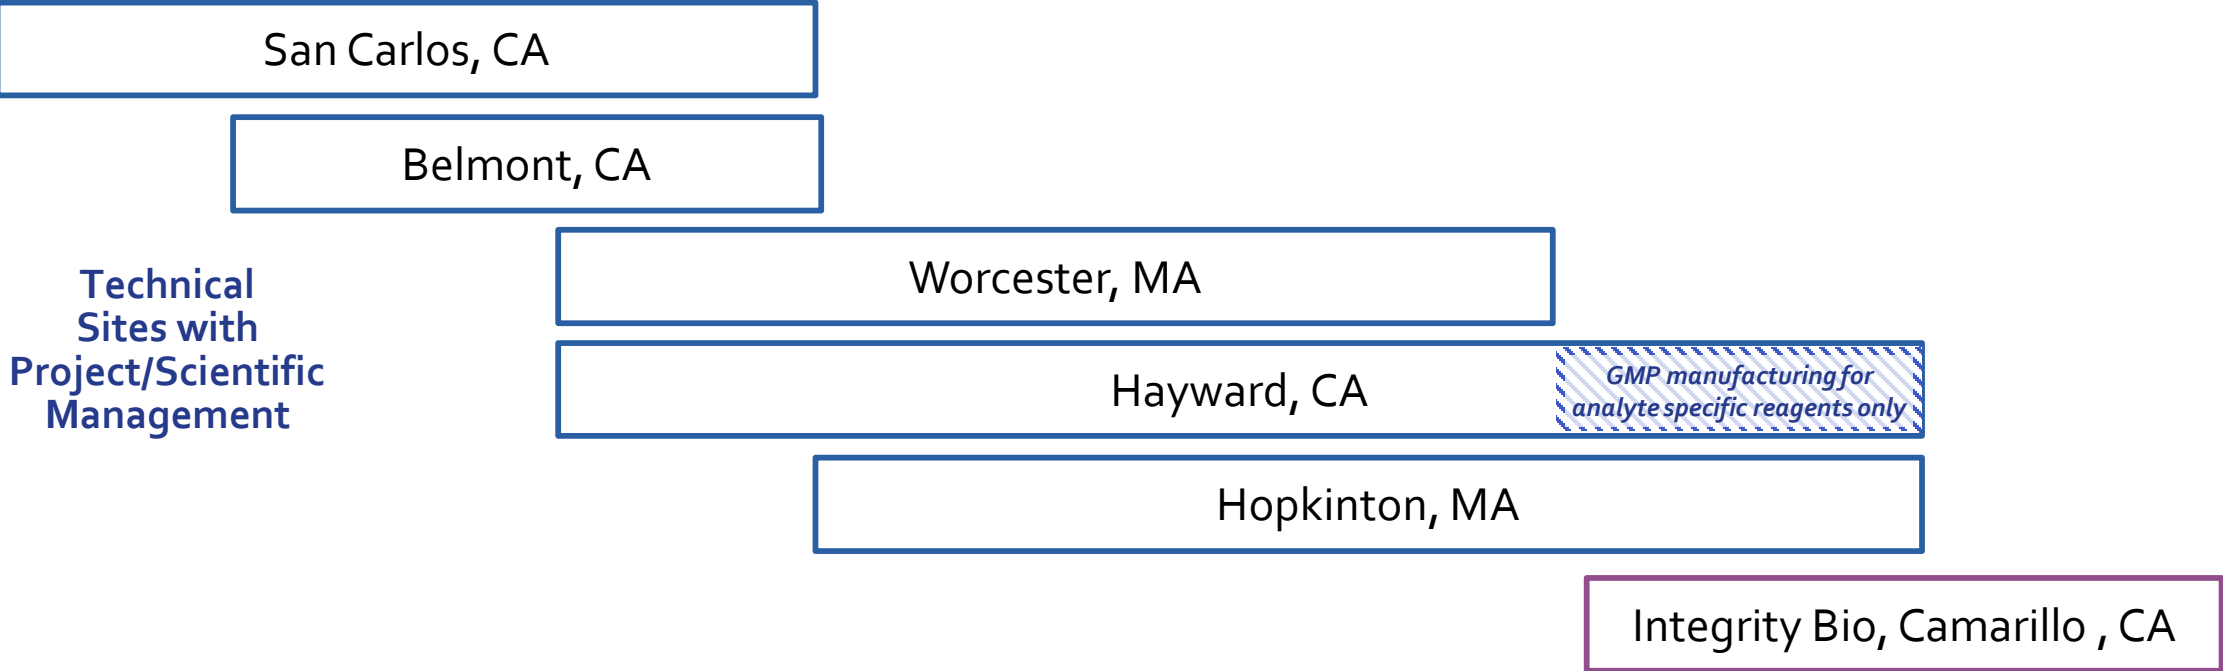 San Carlos, CA
Belmont, CA
Worcester, MA
Technical
Sites with
Project/Scientific
Management
Hayward, CA
GMP manufacturing for
analyte specific reagents only
Hopkinton, MA
Integrity Bio, Camarillo , CA